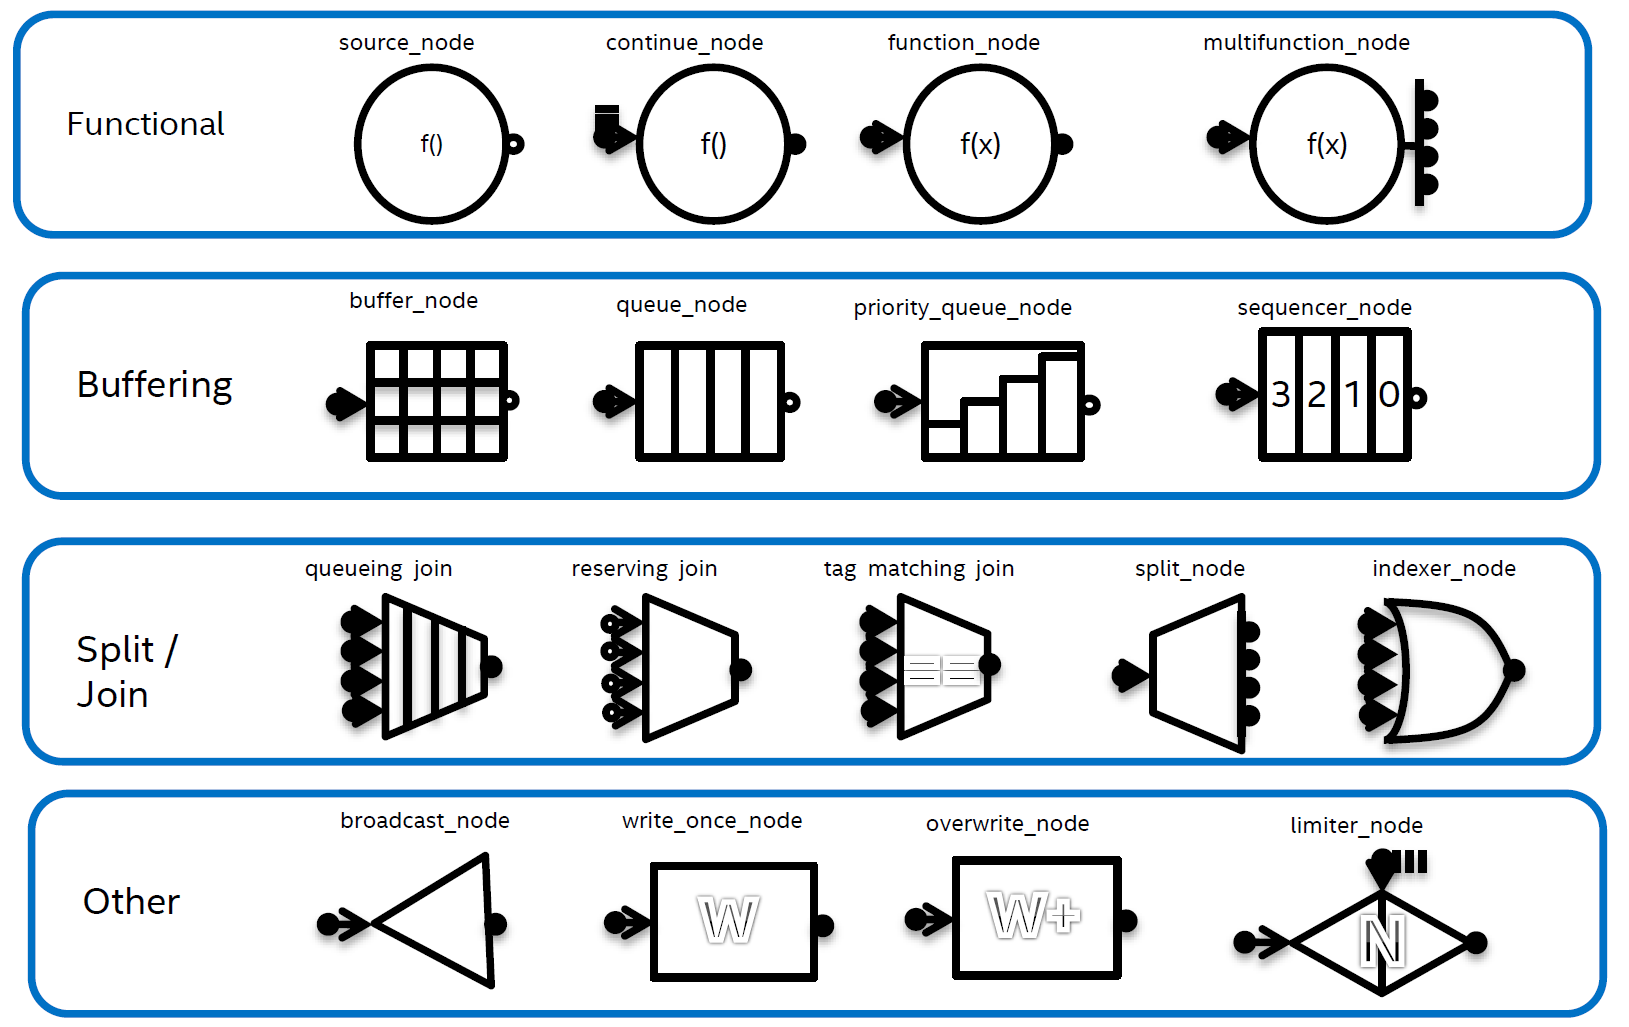 source_node
continue_node
function_node
multifunction_node
Functional
f()
f()
f(x)
f(x)
buffer_node
queue_node
priority_queue_node
sequencer_node
Buffering
3 2 1 0
queueing join
reserving join
tag matching join
split_node
indexer_node
Split /
Join
broadcast_node
write_once_node
overwrite_node
limiter_node
Other
W
W+
N